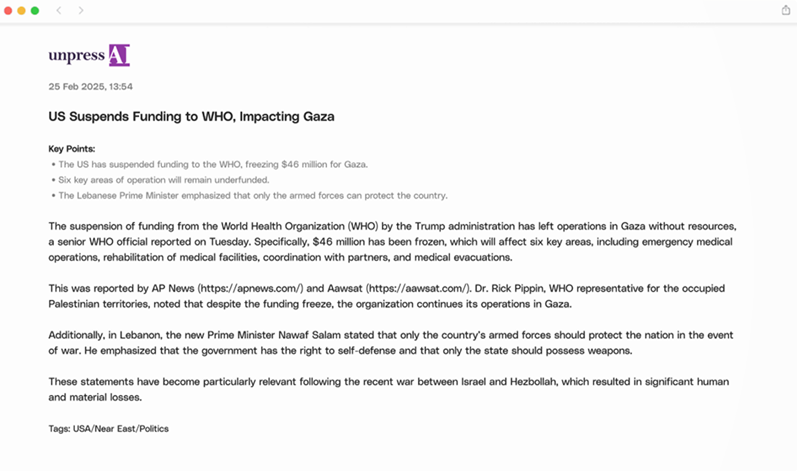 unpress AI
25 Feb 2025, 13:54
US Suspends Funding to WHO, Impacting Gaza
Key Points:
• The US has suspended funding to the WHO, freezing $46 million for Gaza.
• Six key areas of operation will remain underfunded.
• The Lebanese Prime Minister emphasized that only the armed forces can protect the country.
The suspension of funding from the World Health Organization (WHO) by the Trump administration has left operations in Gaza without resources,
a senior WHO official reported on Tuesday. Specifically, $46 million has been frozen, which will affect six key areas, including emergency medical
operations, rehabilitation of medical facilities, coordination with partners, and medical evacuations.
This was reported by AP News (https://apnews.com/) and Aawsat (https://aawsat.com/). Dr. Rick Pippin, WHO representative for the occupied
Palestinian territories, noted that despite the funding freeze, the organization continues its operations in Gaza.
Additionally, in Lebanon, the new Prime Minister Nawaf Salam stated that only the country's armed forces should protect the nation in the event
of war. He emphasized that the government has the right to self-defense and that only the state should possess weapons.
These statements have become particularly relevant following the recent war between Israel and Hezbollah, which resulted in significant human
and material losses.
Tags: USA/Near East/Politics